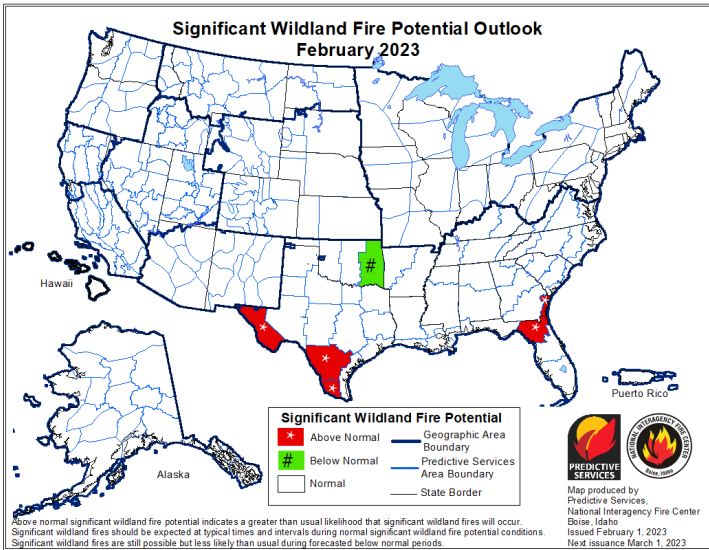 Significant Wildland Fire Potential Outlook
February 2023
Hawaii
#
Puerto Rico
Alaska
Significant Wildland Fire Potential
Above Normal
# Below Normal
Normal
Geographic Area
Boundary
Predictive Services
Area Boundary
State Border
PREDICTIVE
SERVICES
NATIONAL INTERAGENCY FIRE CENTER
Boise, Idaho
Map produced by
Predictive Services,
National Interagency Fire Center
Boise, Idaho
Issued February 1, 2023
Next issuance March 1, 2023
Above normal significant wildland fire potential indicates a greater than usual likelihood that significant wildland fires will occur.
Significant wildland fires should be expected at typical times and intervals during normal significant wildland fire potential conditions.
Significant wildland fires are still possible but less likely than usual during forecasted below normal periods.